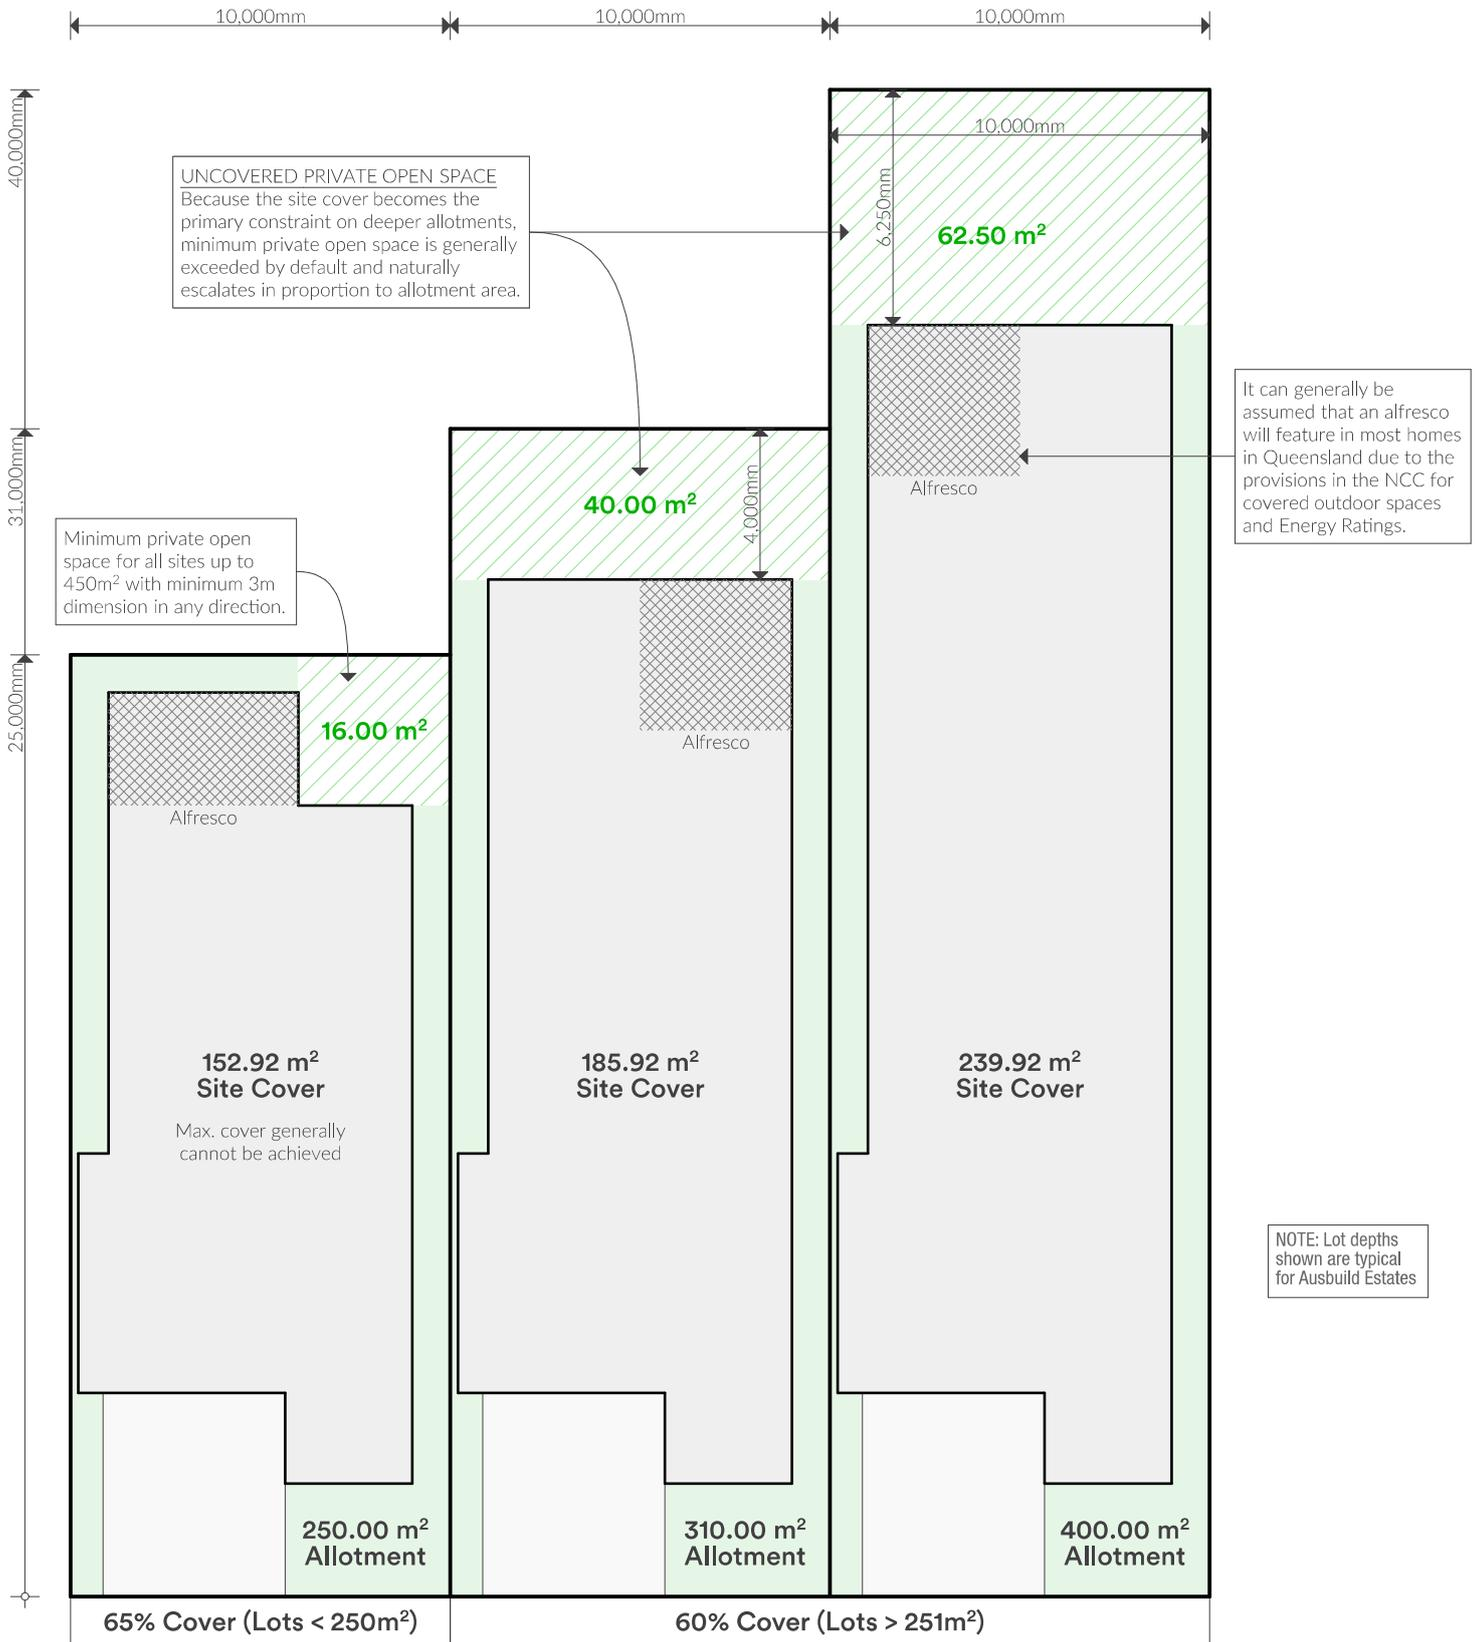 10,000mm
10,000mm
10,000mm
40,000mm
10,000mm
UNCOVERED PRIVATE OPEN SPACE
Because the site cover becomes the
primary constraint on deeper allotments,
minimum private open space is generally
exceeded by default and naturally
escalates in proportion to allotment area.
6,250mm
62.50 m²
It can generally be
assumed that an alfresco
will feature in most homes
in Queensland due to the
provisions in the NCC for
covered outdoor spaces
and Energy Ratings.
31,000mm
40.00 m²
4,000mm
Alfresco
Minimum private open
space for all sites up to
450m² with minimum 3m
dimension in any direction.
25,000mm
16.00 m²
Alfresco
Alfresco
152.92 m²
Site Cover
Max. cover generally
cannot be achieved
185.92 m²
Site Cover
239.92 m²
Site Cover
NOTE: Lot depths
shown are typical
for Ausbuild Estates
250.00 m²
Allotment
310.00 m²
Allotment
400.00 m²
Allotment
65% Cover (Lots < 250m²)
60% Cover (Lots > 251m²)